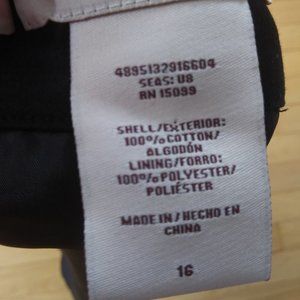 4895132916604
SEAS: U8
RN 15099
SHELL/EXTERIOR:
100% COTTON/
ALGODÓN
LINING/FORRO:
100% POLYESTER/
POLIÉSTER
MADE IN / HECHO EN
CHINA
16